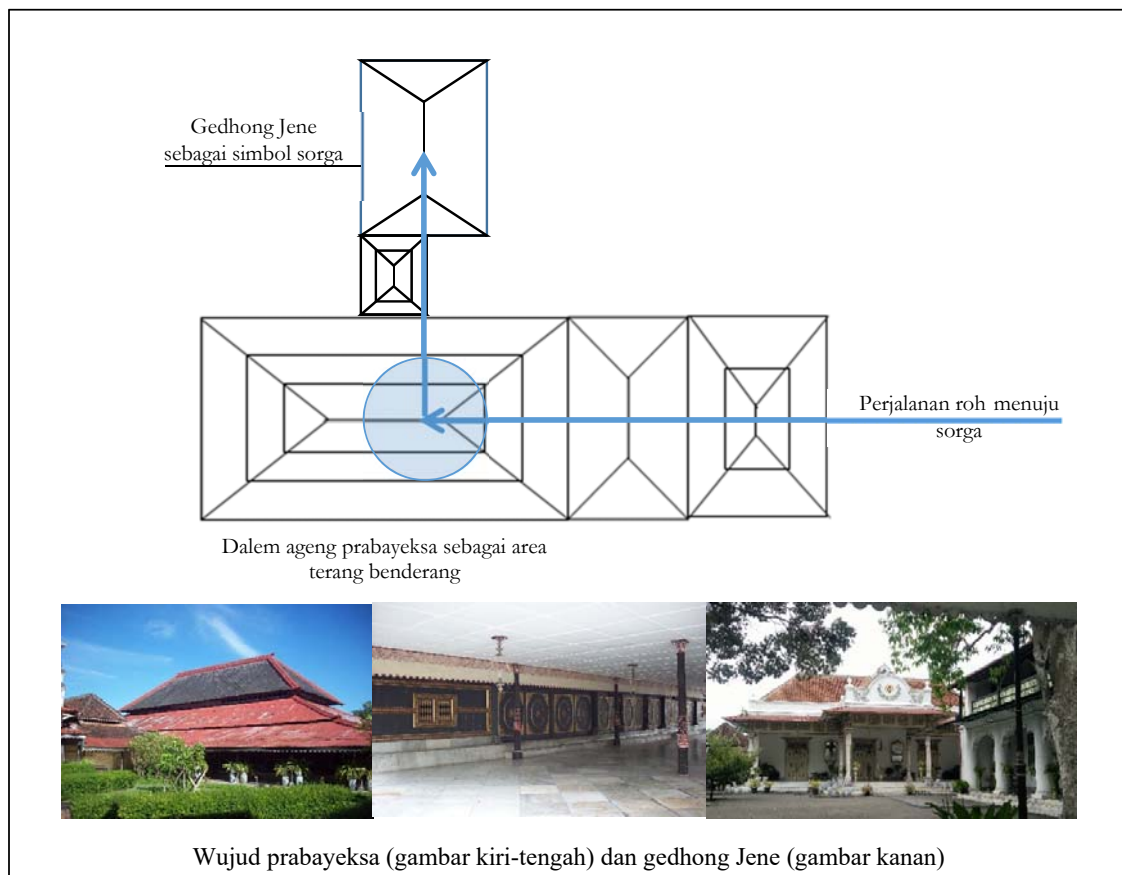 Gedhong Jene
sebagai simbol sorga
Perjalanan roh menuju
sorga
Dalem ageng prabayeksa sebagai area
terang benderang
Wujud prabayeksa (gambar kiri-tengah) dan gedhong Jene (gambar kanan)